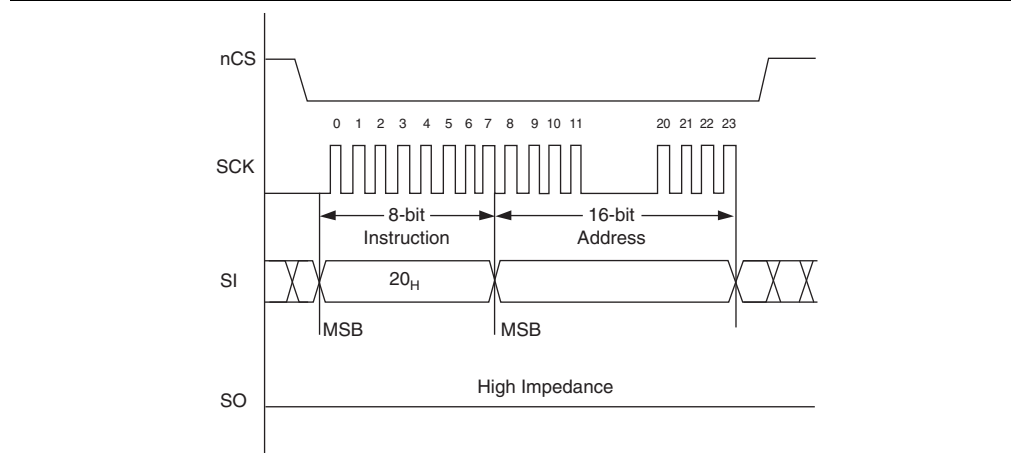 nCS
0 1 2 3 4 5 6 7 8 9 10 11 20 21 22 23
SCK
8-bit
Instruction
16-bit
Address
SI
20H
MSB
MSB
High Impedance
SO